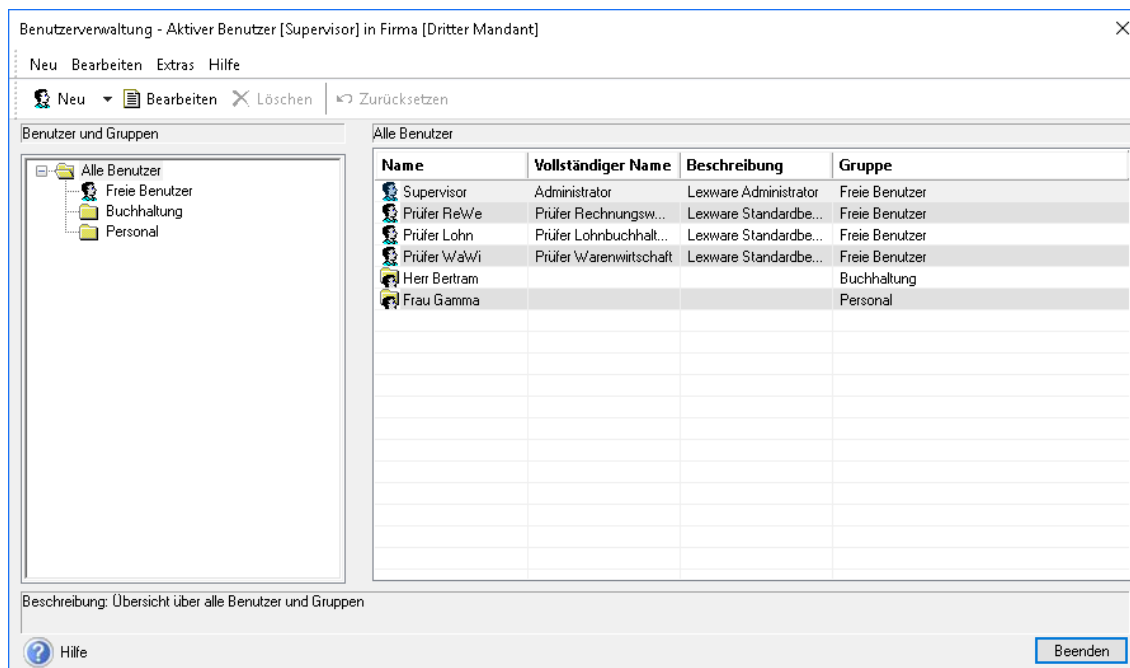 Benutzerverwaltung - Aktiver Benutzer [Supervisor] in Firma [Dritter Mandant]
Neu Bearbeiten Extras Hilfe
Neu Bearbeiten Löschen Zurücksetzen
Benutzer und Gruppen
Alle Benutzer
Freie Benutzer
Buchhaltung
Personal
Alle Benutzer
Name Vollständiger Name Beschreibung Gruppe
Supervisor Administrator Lexware Administrator Freie Benutzer
Prüfer ReWe Prüfer Rechnungsw... Lexware Standardbe... Freie Benutzer
Prüfer Lohn Prüfer Lohnbuchhalt... Lexware Standardbe... Freie Benutzer
Prüfer WaWi Prüfer Warenwirtschaft Lexware Standardbe... Freie Benutzer
Herr Bertram Buchhaltung
Frau Gamma Personal
Beschreibung: Übersicht über alle Benutzer und Gruppen
Hilfe
Beenden